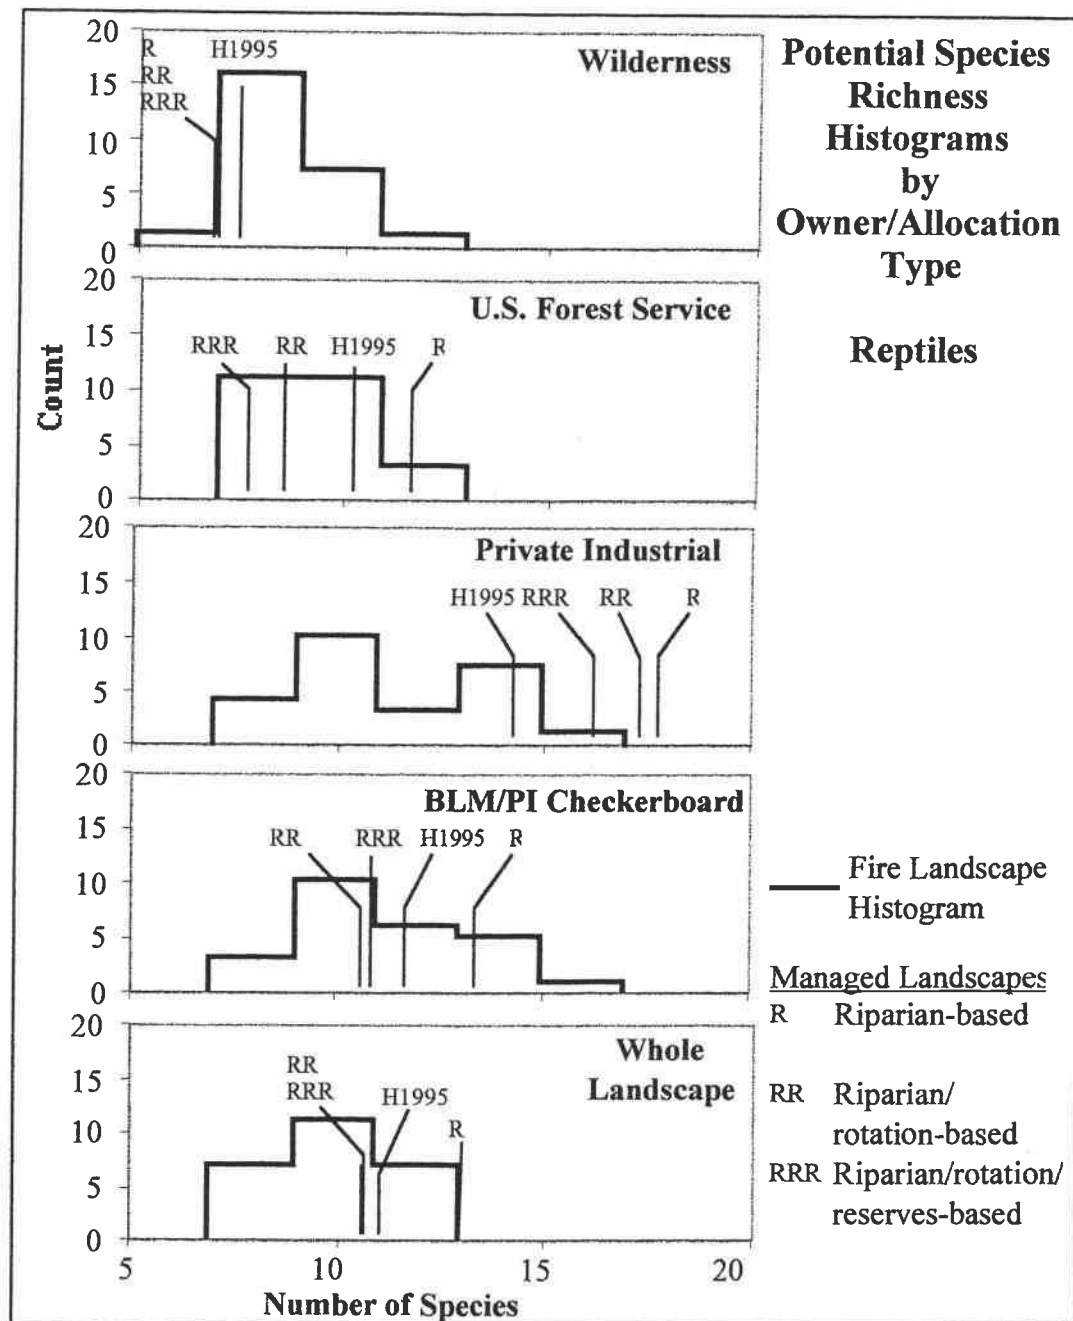 Potential Species
Richness
Histograms
by
Owner/Allocation
Type
Reptiles
Count
20
15
10
5
0
R
RR
RRR
H1995
Wilderness
20
15
10
5
0
U.S. Forest Service
RRR RR H1995 R
20
15
10
5
0
Private Industrial
H1995 RRR RR R
20
15
10
5
0
BLM/PI Checkerboard
RR RRR H1995 R
20
15
10
5
0
Whole
Landscape
RR
RRR
H1995
R
5 10 15 20
Number of Species
Fire Landscape
Histogram
Managed Landscapes
R Riparian-based
RR Riparian/
rotation-based
RRR Riparian/rotation/
reserves-based